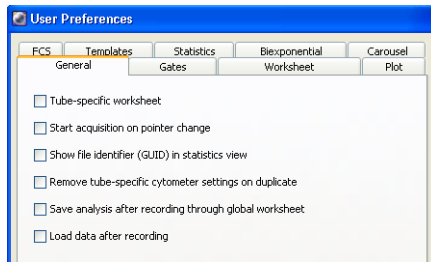 User Preferences
FCS Templates Statistics Biexponential Carousel
General Gates Worksheet Plot
Tube-specific worksheet
Start acquisition on pointer change
Show file identifier (GUID) in statistics view
Remove tube-specific cytometer settings on duplicate
Save analysis after recording through global worksheet
Load data after recording